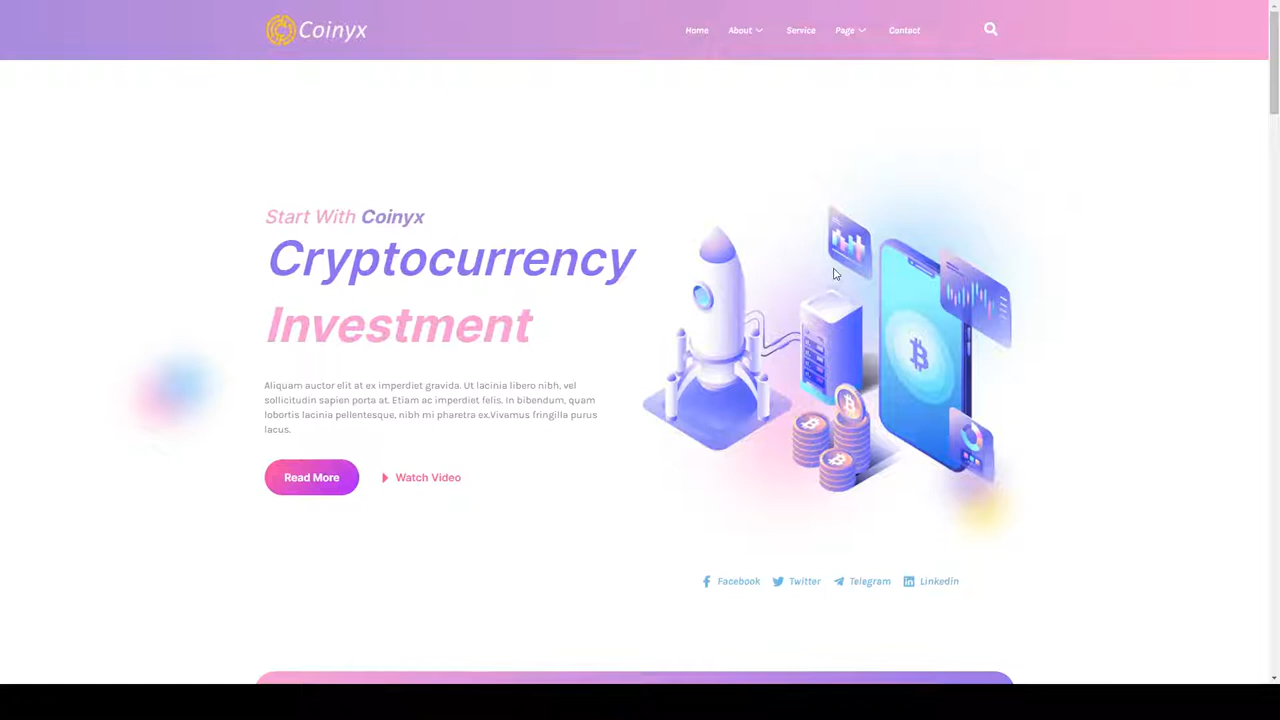 Coinyx
Home About Service Page Contact
Start With Coinyx
Cryptocurrency
Investment
Aliquam auctor elit at ex imperdiet gravida. Ut lacinia libero nibh, vel
sollicitudin sapien porta at. Etiam ac imperdiet felis. In bibendum, quam
lobortis lacinia pellentesque, nibh mi pharetra ex.Vivamus fringilla purus
lacus.
Read More Watch Video
Facebook Twitter Telegram Linkedin